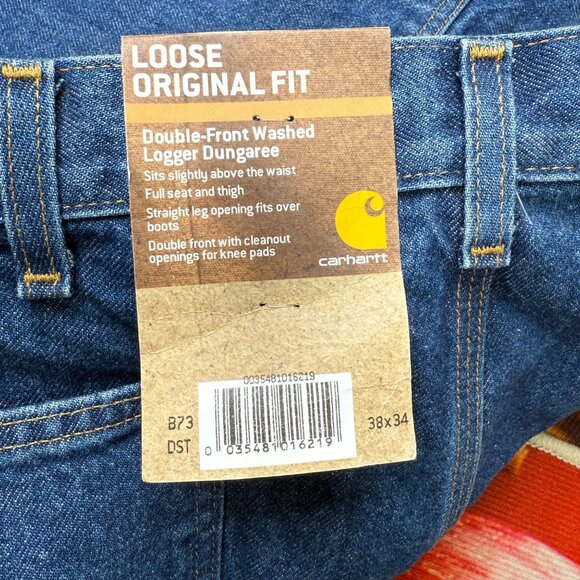 LOOSE
ORIGINAL FIT
Double-Front Washed
Logger Dungaree
Sits slightly above the waist
Full seat and thigh
Straight leg opening fits over
boots
Double front with cleanout
openings for knee pads
carhartt
0035481016219
B73
DST
38x34
0 035481 016219